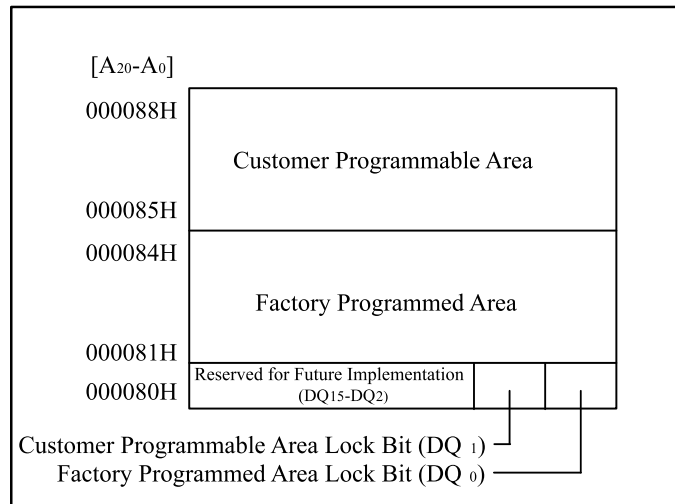 [A20-A0]
000088H
Customer Programmable Area
000085H
000084H
Factory Programmed Area
000081H
000080H
Reserved for Future Implementation
(DQ15-DQ2)
Customer Programmable Area Lock Bit (DQ 1)
Factory Programmed Area Lock Bit (DQ 0)